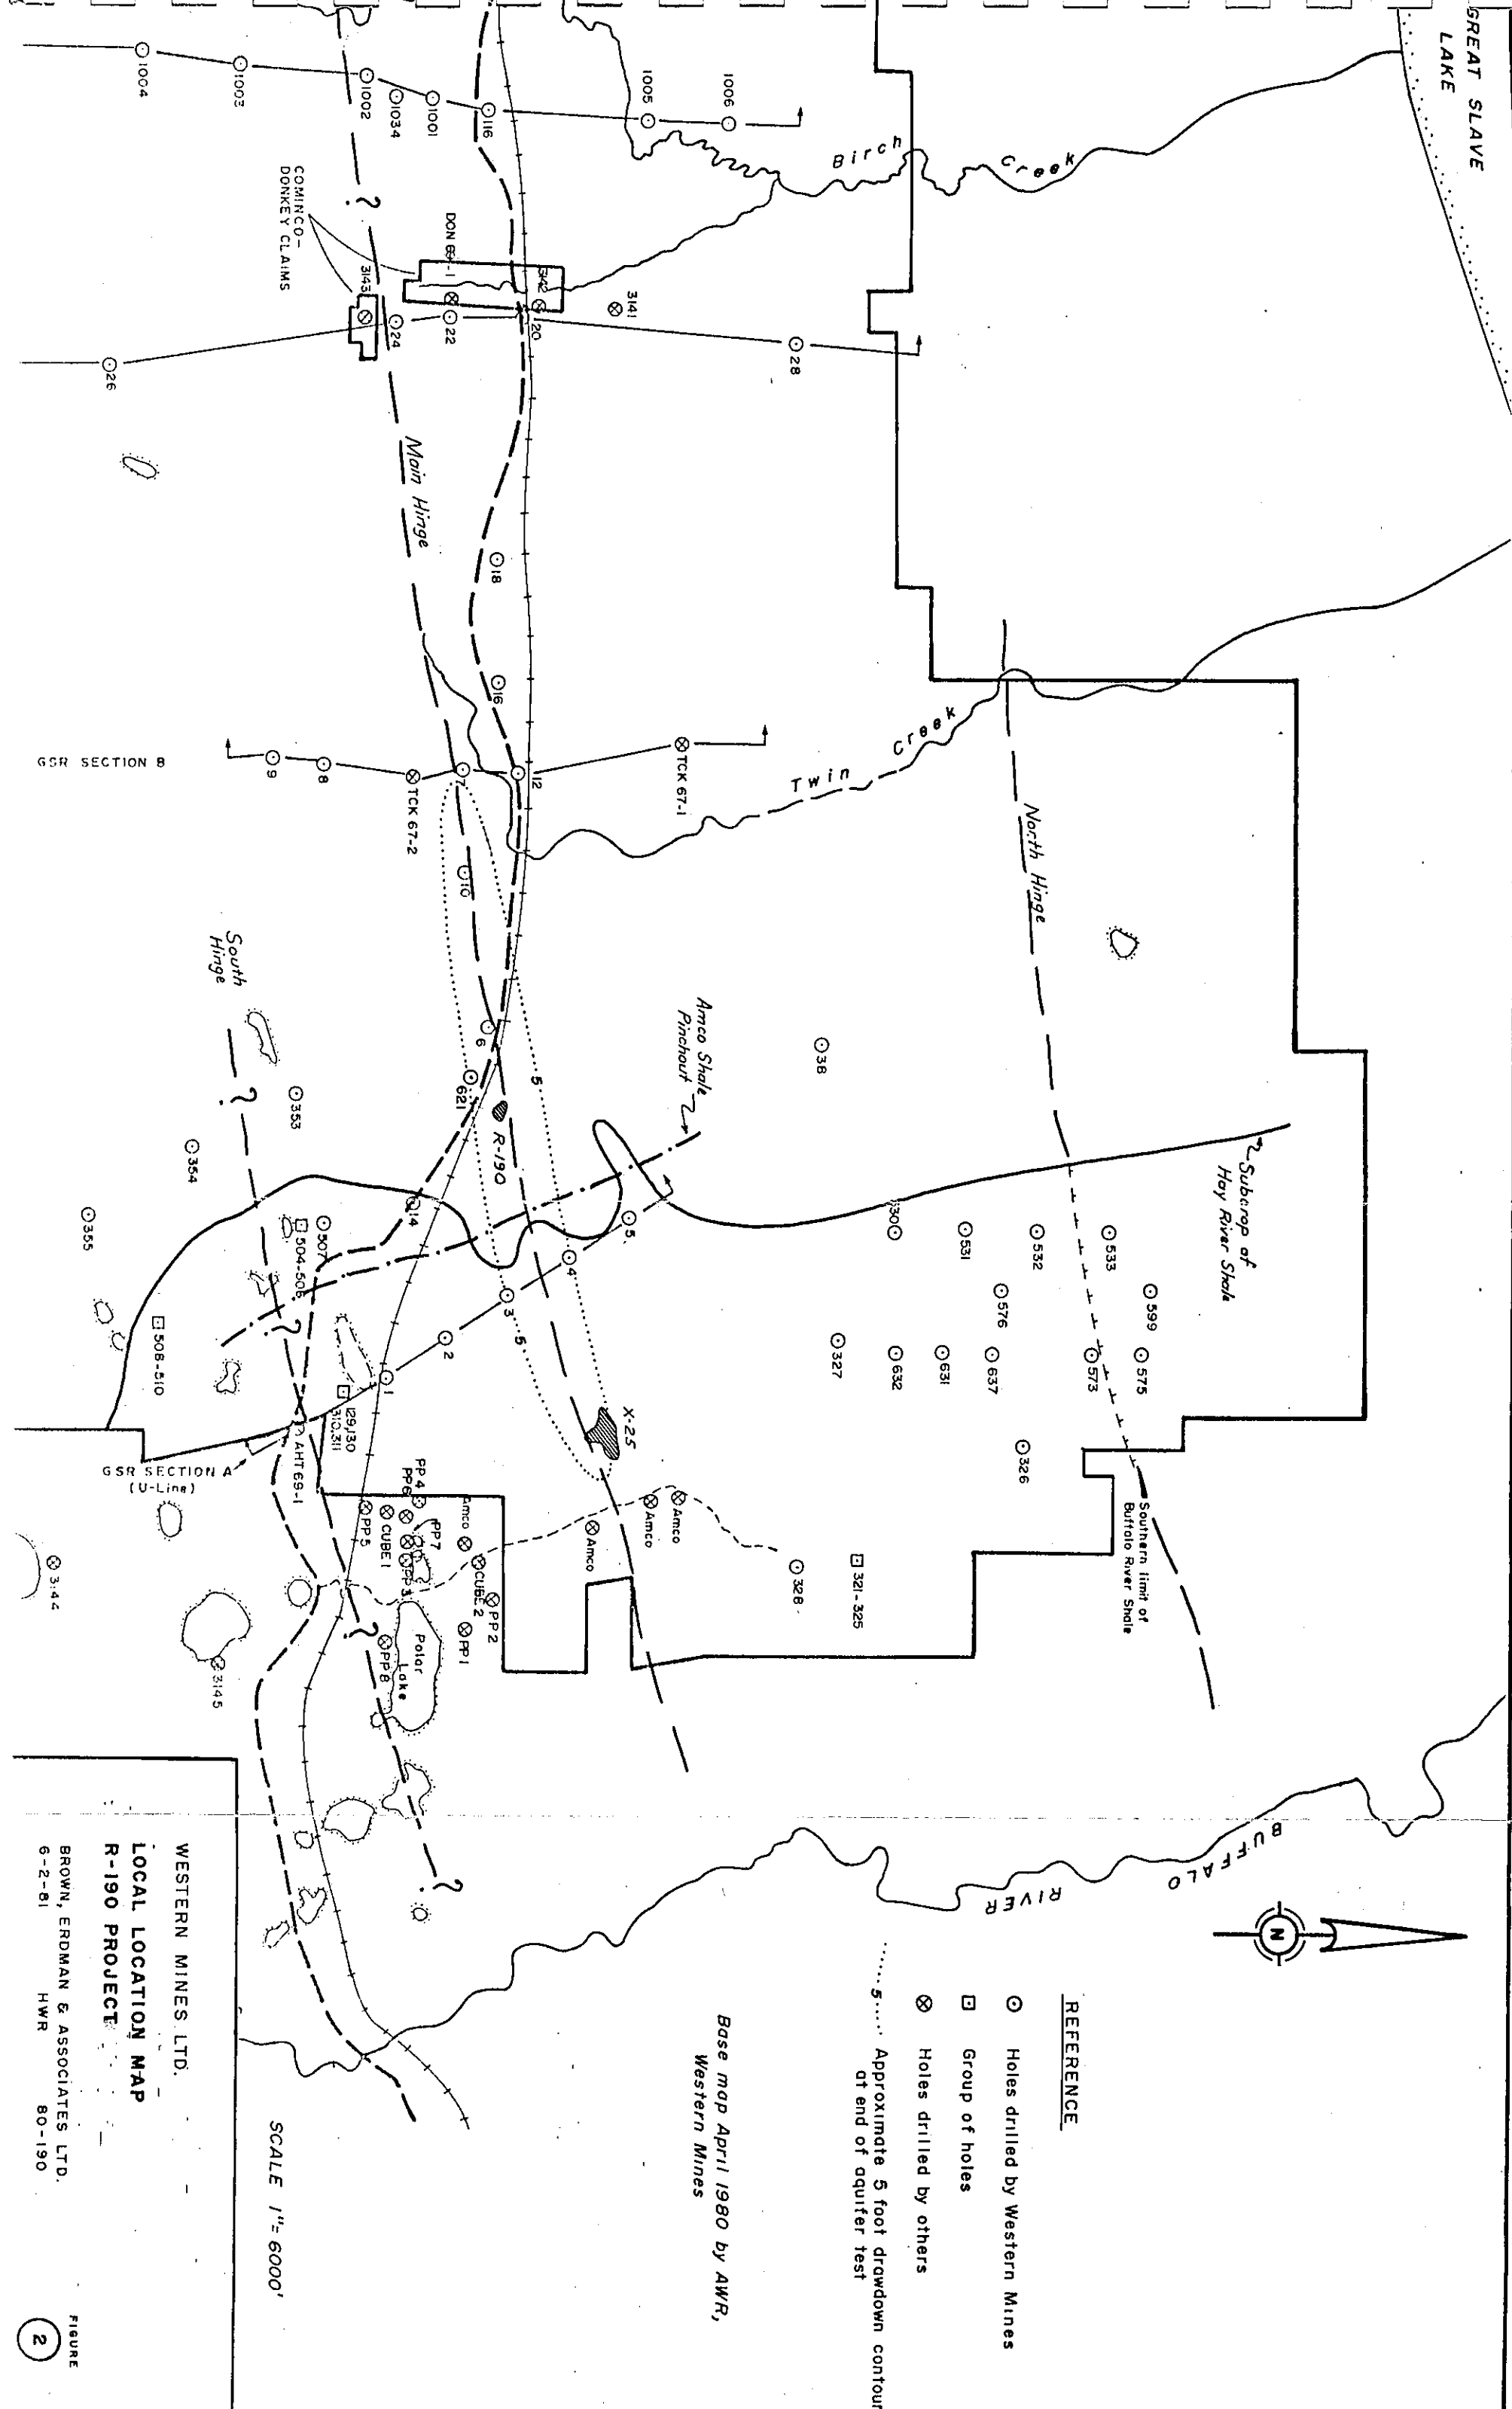 GREAT SLAVE
LAKE
BUFFALO
RIVER
N
Birch
Creek
Twin
Creek
North Hinge
Subcrop of
Hay River Shale
Southern limit of
Buffalo River Shale
533
599
575
532
573
531
576
326
637
631
632
327
30
38
321-325
328
1006
1005
116
1001
1034
1002
1003
1004
?
COMINCO-
DONKEY CLAIMS
DON 69-1
3142
3141
3143
20
22
24
26
28
Main Hinge
18
16
12
TCK 67-1
7
TCK 67-2
8
9
GSR SECTION B
10
6
621
R-190
5
Amco Shale
Pinchout
South
Hinge
?
353
354
355
14
507
504-506
508-510
?
5
4
3
5
2
1
129,130
310,311
X-25
AHT 69-1
GSR SECTION A
(U-Line)
Amco
Amco
Amco
Amco
PP4
PP6
PP7
PP5
CUBE 1
PP3
CUBE 2
PP2
PP1
PP8
Polar
Lake
?
3144
3145
?
REFERENCE
Holes drilled by Western Mines
Group of holes
Holes drilled by others
.....5..... Approximate 5 foot drawdown contour
at end of aquifer test
Base map April 1980 by AWR,
Western Mines
SCALE 1"= 6000'
WESTERN MINES LTD.
LOCAL LOCATION MAP
R-190 PROJECT
BROWN, ERDMAN & ASSOCIATES LTD.
6-2-81 HWR 80-190
FIGURE
2